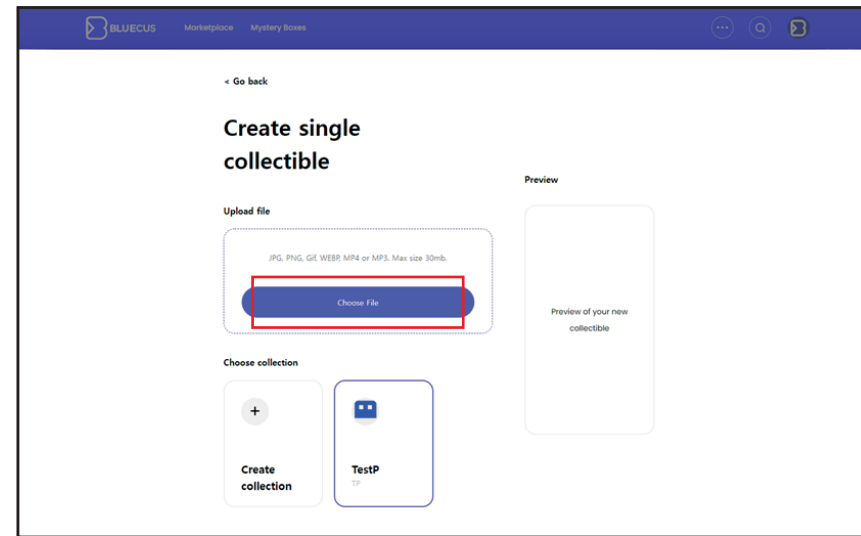 BLUECUS
Marketplace Mystery Boxes
< Go back
Create single
collectible
Upload file
JPG, PNG, Gif, WEBP, MP4 or MP3. Max size 30mb.
Choose File
Preview
Preview of your new
collectible
Choose collection
+
Create
collection
TestP
TP